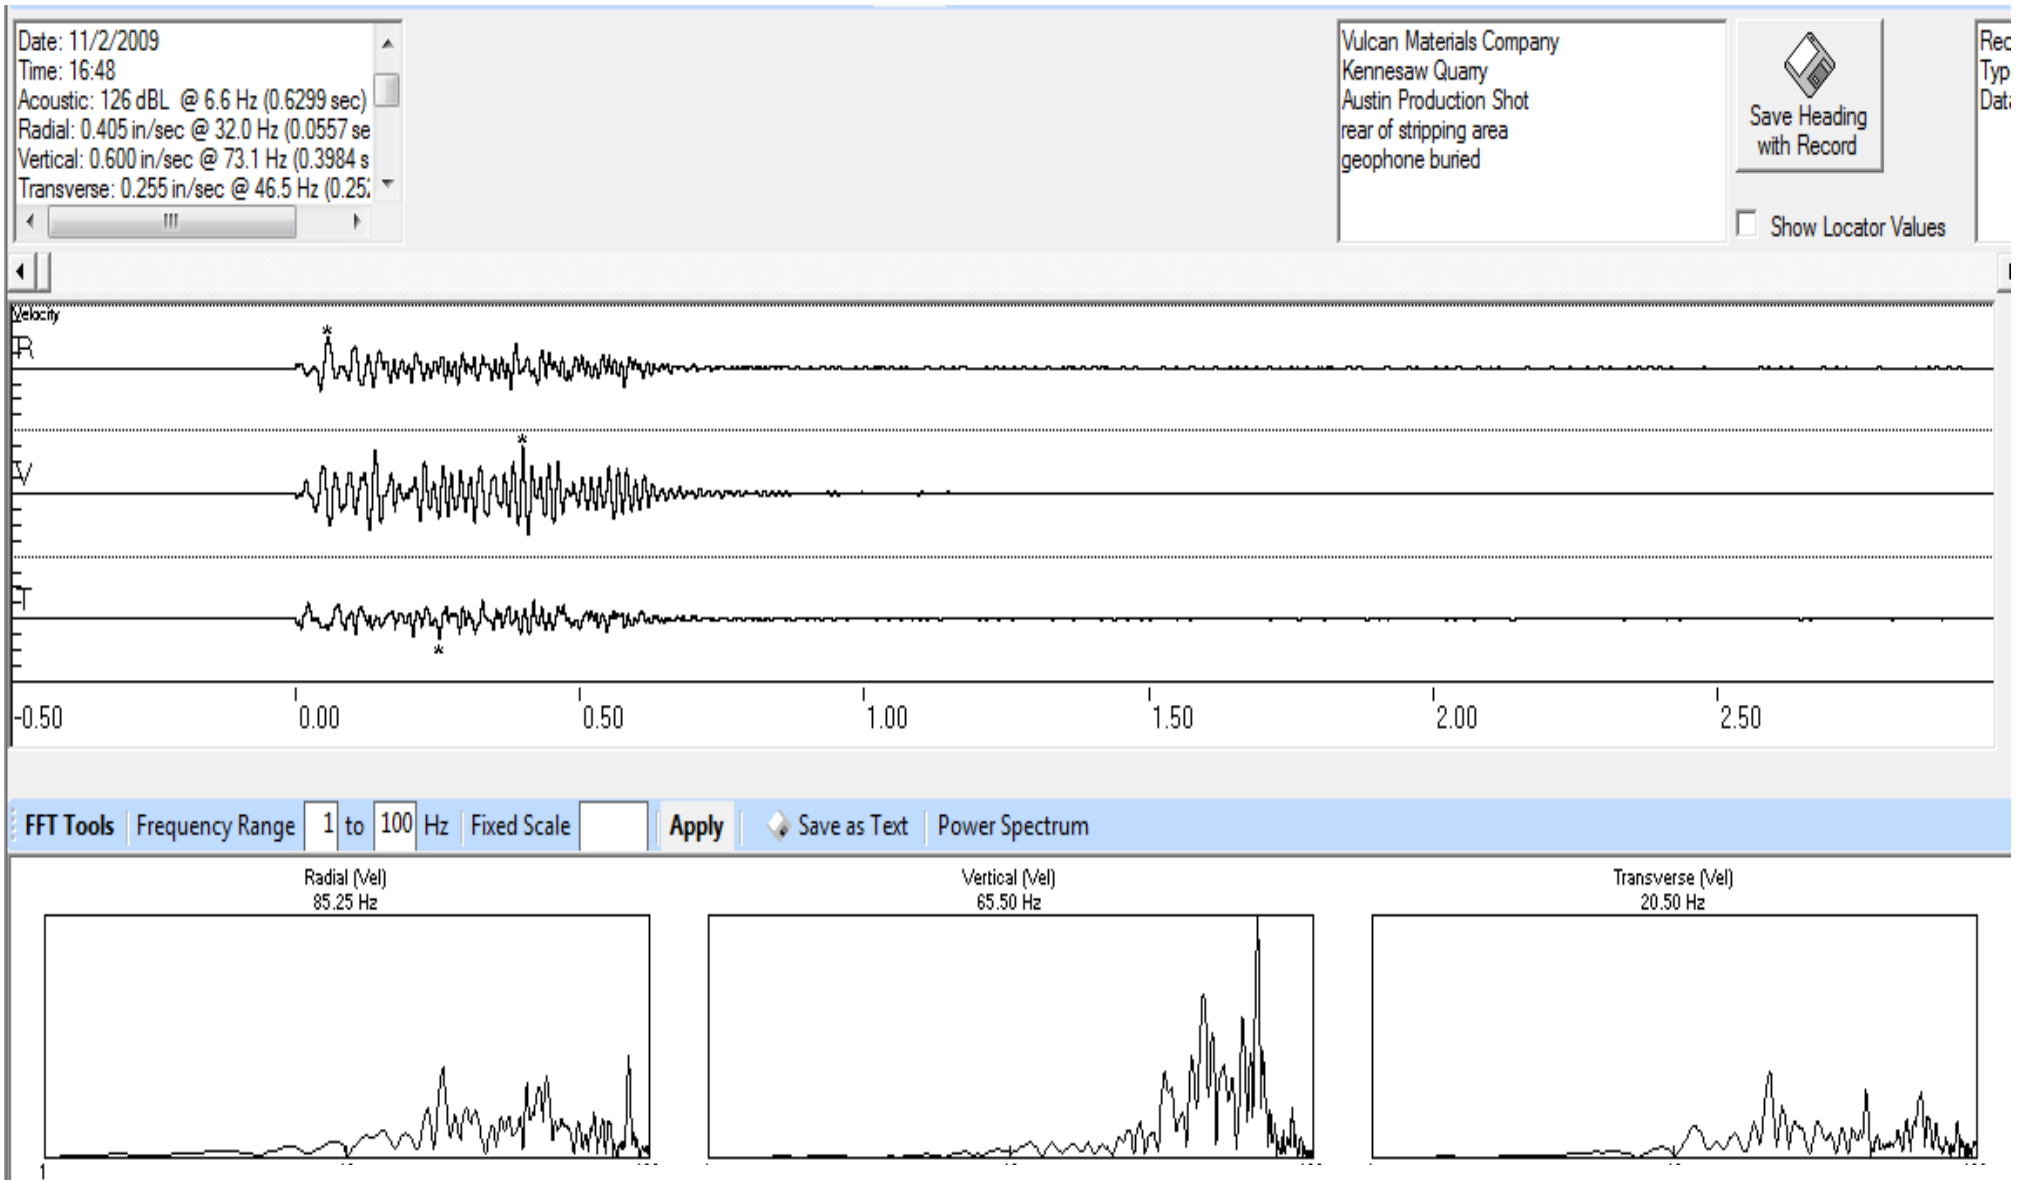 Date: 11/2/2009
Time: 16:48
Acoustic: 126 dBL @ 6.6 Hz (0.6299 sec)
Radial: 0.405 in/sec @ 32.0 Hz (0.0557 se
Vertical: 0.600 in/sec @ 73.1 Hz (0.3984 s
Transverse: 0.255 in/sec @ 46.5 Hz (0.25
Vulcan Materials Company
Kennesaw Quarry
Austin Production Shot
rear of stripping area
geophone buried
Save Heading
with Record
Show Locator Values
Rec
Typ
Data
Velocity
R
V
T
-0.50 0.00 0.50 1.00 1.50 2.00 2.50
FFT Tools Frequency Range 1 to 100 Hz Fixed Scale Apply Save as Text Power Spectrum
Radial (Vel)
85.25 Hz
Vertical (Vel)
65.50 Hz
Transverse (Vel)
20.50 Hz
1